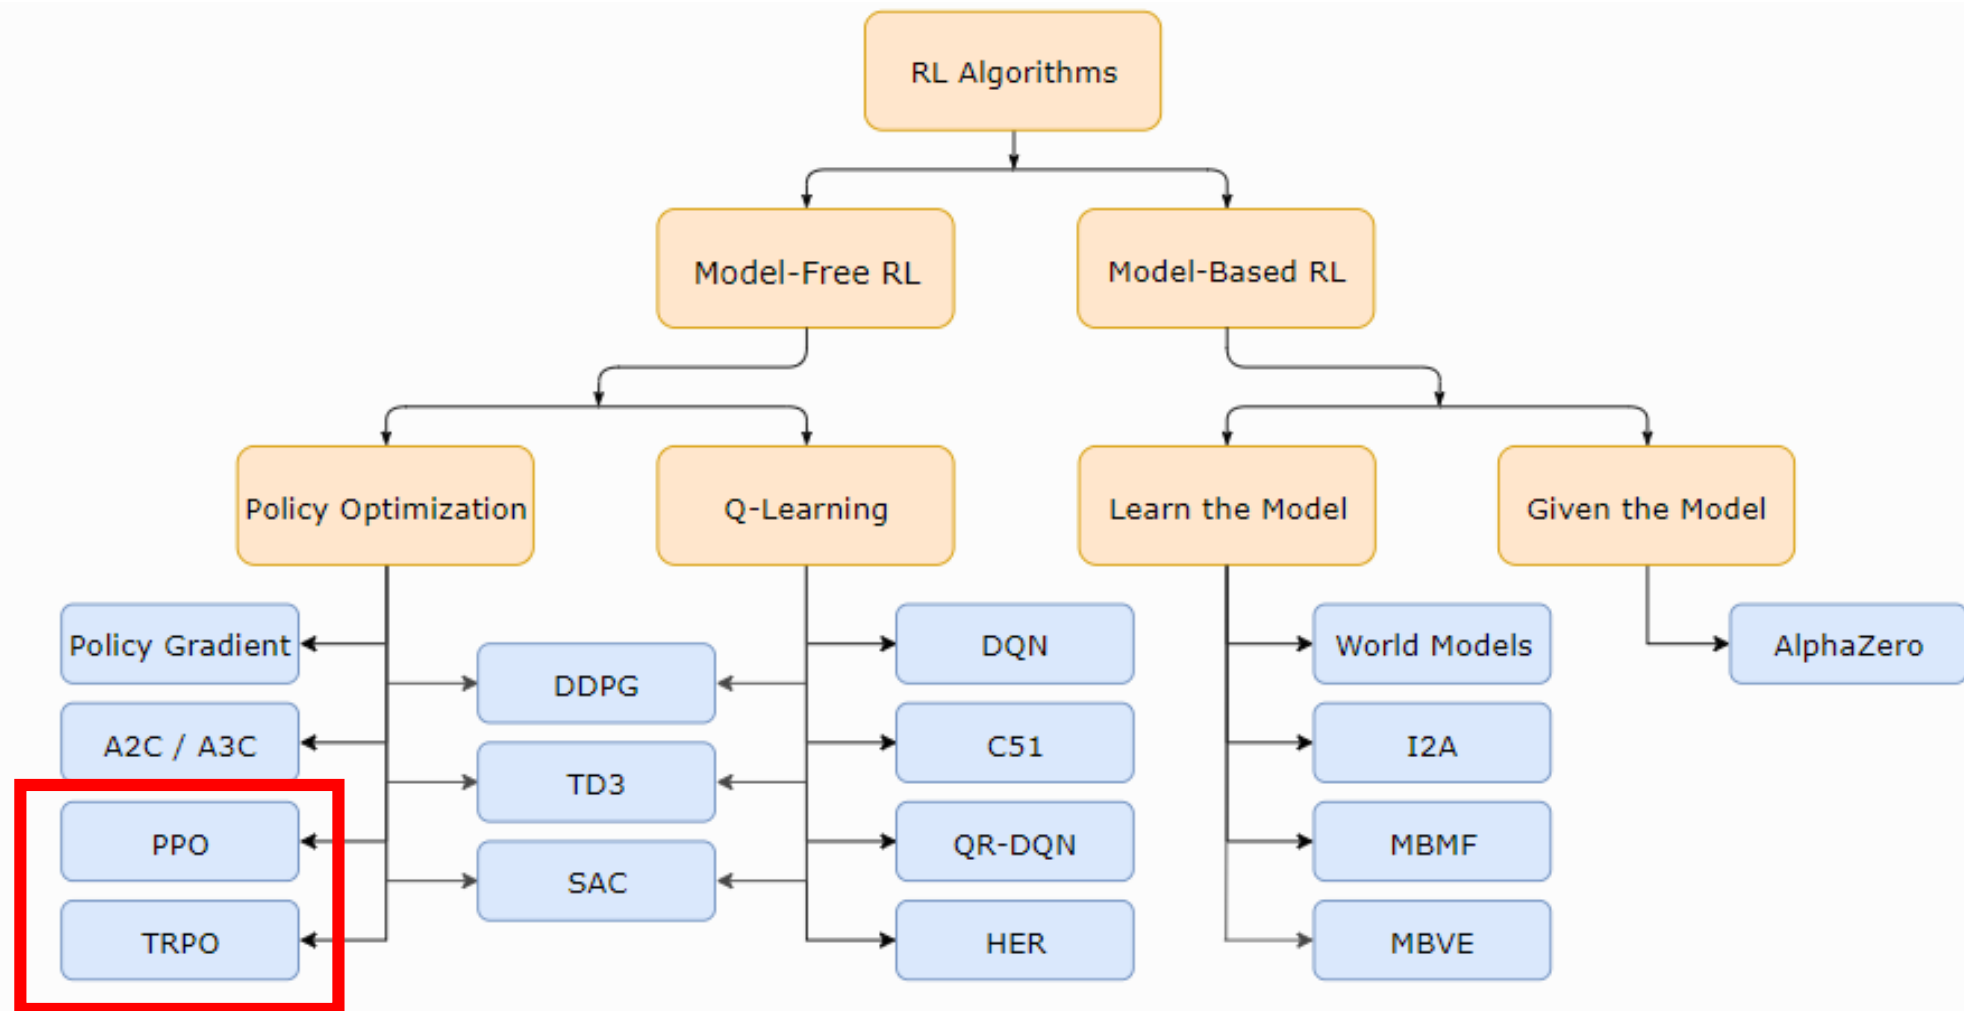 RL Algorithms
Model-Free RL
Model-Based RL
Policy Optimization
Q-Learning
Learn the Model
Given the Model
Policy Gradient
DDPG
DQN
World Models
AlphaZero
A2C / A3C
TD3
C51
I2A
PPO
SAC
QR-DQN
MBMF
TRPO
HER
MBVE